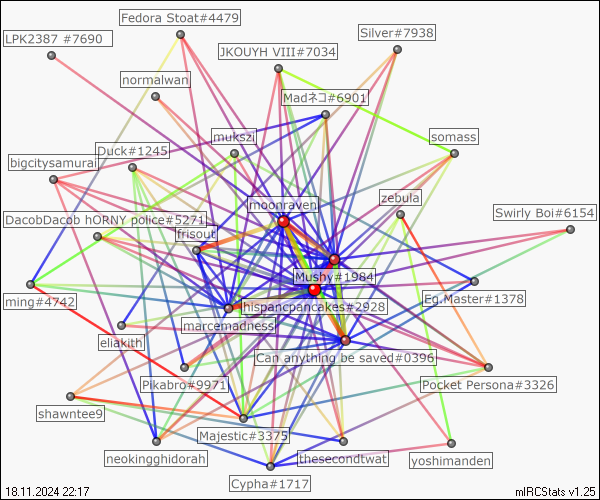 Fedora Stoat#4479
LPK2387 #7690
Silver#7938
JKOUYH VIII#7034
normalwan
Madネコ#6901
mukszi
somass
Duck#1245
bigcitysamurai
zebula
moonraven
Swirly Boi#6154
DacobDacob hORNY police#5271
frisout
Mushy#1984
ming#4742
Eg.Master#1378
hispancpancakes#2928
marcemadness
eliakith
Can anything be saved#0396
Pikabro#9971
Pocket Persona#3326
shawntee9
Majestic#3375
neokingghidorah
thesecondtwat
yoshimanden
Cypha#1717
18.11.2024 22:17
mIRCStats v1.25